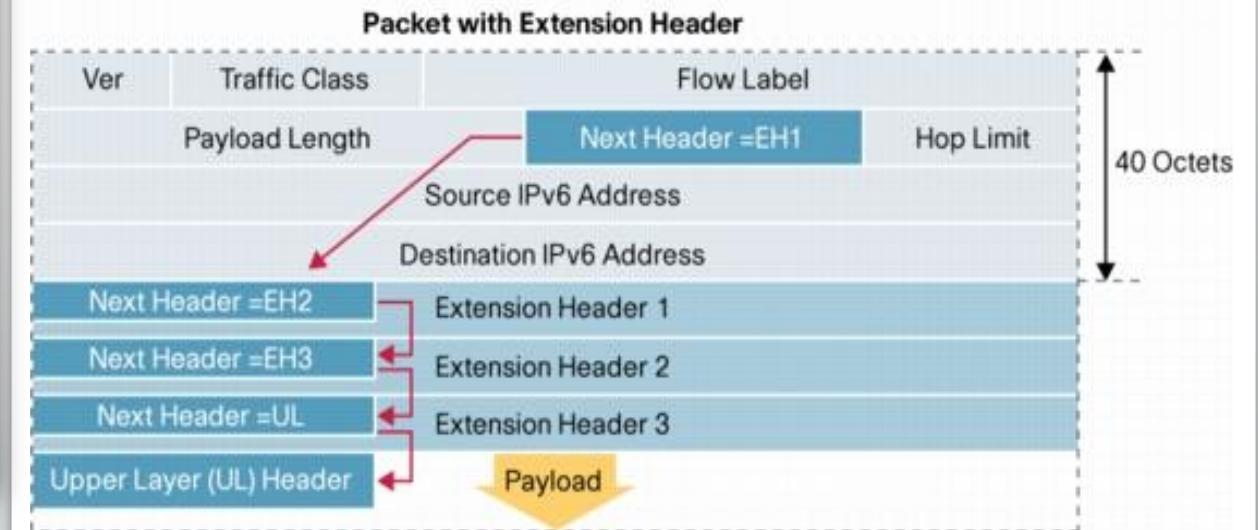 Packet with Extension Header
Ver Traffic Class Flow Label
Payload Length Next Header =EH1 Hop Limit
40 Octets
Source IPv6 Address
Destination IPv6 Address
Next Header =EH2 Extension Header 1
Next Header =EH3 Extension Header 2
Next Header =UL Extension Header 3
Upper Layer (UL) Header Payload